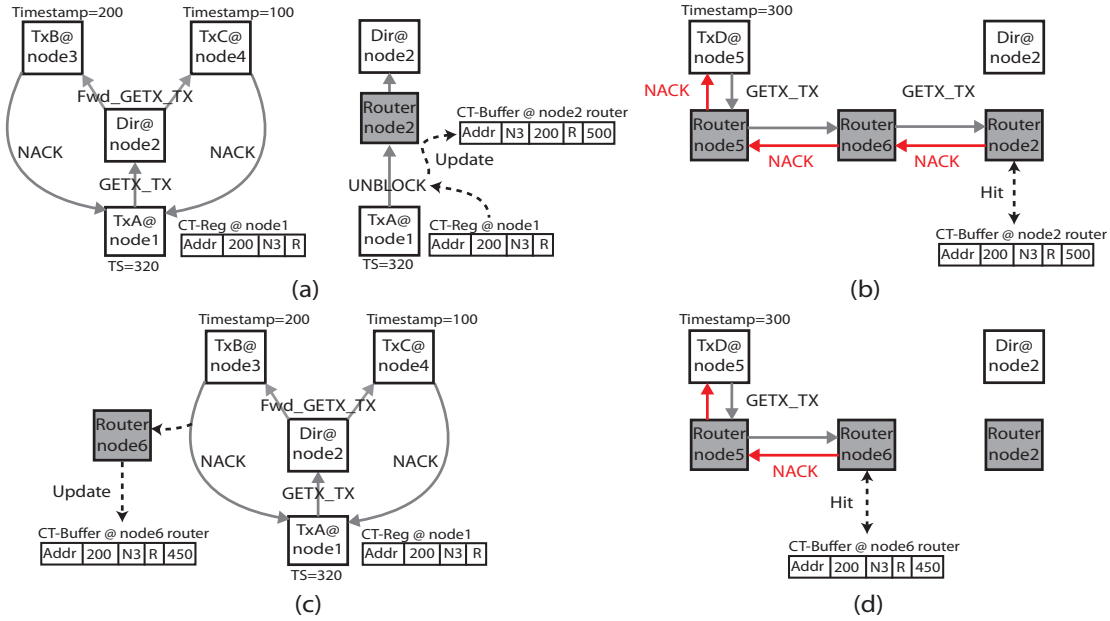 Timestamp=200
Timestamp=100
TxB@
node3
TxC@
node4
Fwd_GETX_TX
Dir@
node2
NACK
NACK
GETX_TX
TxA@
node1
CT-Reg @ node1
Addr 200 N3 R
TS=320
Dir@
node2
Router
node2
CT-Buffer @ node2 router
Addr N3 200 R 500
Update
UNBLOCK
TxA@
node1
CT-Reg @ node1
Addr 200 N3 R
TS=320
(a)
Timestamp=300
TxD@
node5
Dir@
node2
NACK
GETX_TX
GETX_TX
Router
node5
Router
node6
Router
node2
NACK
NACK
Hit
CT-Buffer @ node2 router
Addr 200 N3 R 500
(b)
Timestamp=200
Timestamp=100
TxB@
node3
TxC@
node4
Fwd_GETX_TX
Router
node6
Dir@
node2
NACK
NACK
Update
GETX_TX
CT-Buffer @ node6 router
Addr 200 N3 R 450
TxA@
node1
CT-Reg @ node1
Addr 200 N3 R
TS=320
(c)
Timestamp=300
TxD@
node5
Dir@
node2
GETX_TX
Router
node5
Router
node6
Router
node2
NACK
Hit
CT-Buffer @ node6 router
Addr 200 N3 R 450
(d)